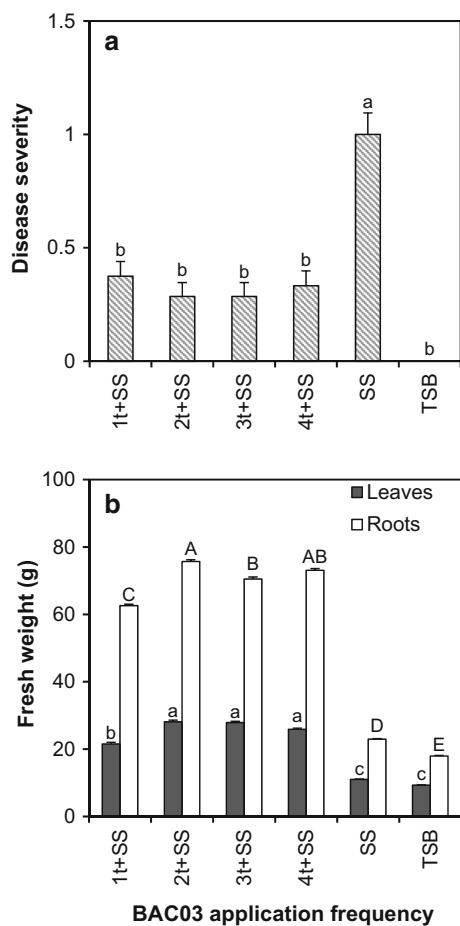 a
Disease severity
1.5
1
0.5
0
b
b
b
b
a
b
1t+SS
2t+SS
3t+SS
4t+SS
SS
TSB
b
Leaves
Roots
Fresh weight (g)
100
80
60
40
20
0
b
C
a
A
a
B
a
AB
c
D
c
E
1t+SS
2t+SS
3t+SS
4t+SS
SS
TSB
BAC03 application frequency